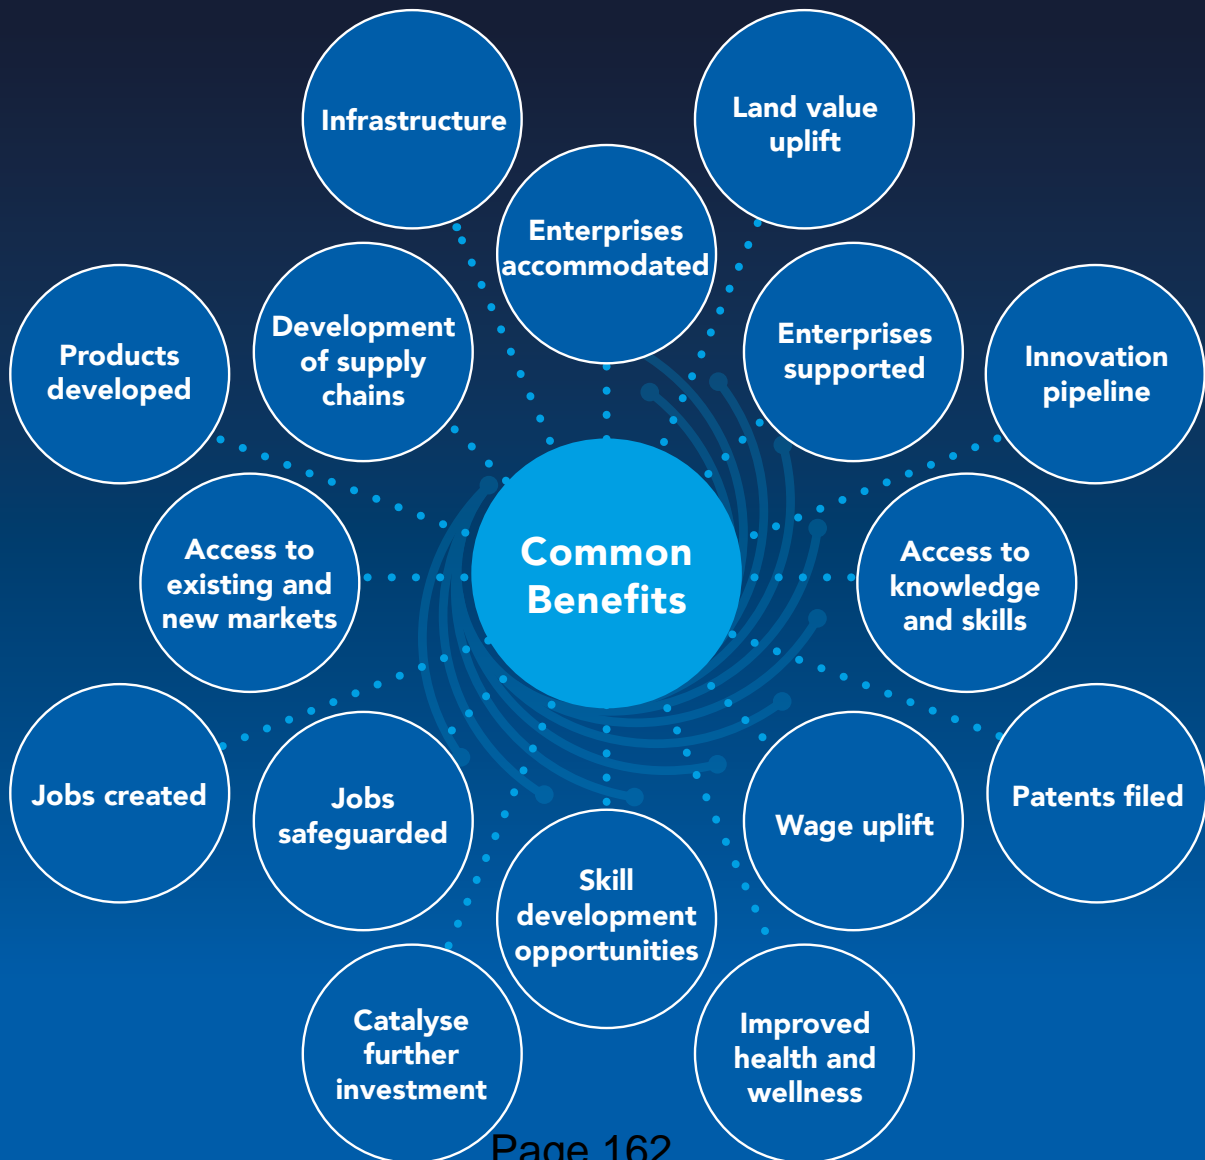 Infrastructure
Land value
uplift
Enterprises
accommodated
Development
of supply
chains
Enterprises
supported
Products
developed
Innovation
pipeline
Common
Benefits
Access to
existing and
new markets
Access to
knowledge
and skills
Jobs created
Jobs
safeguarded
Wage uplift
Patents filed
Skill
development
opportunities
Catalyse
further
investment
Improved
health and
wellness
Page 162